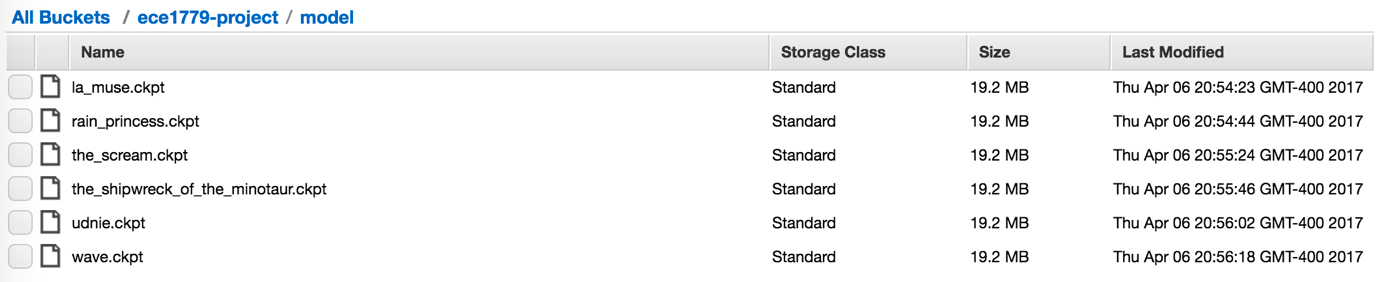 All Buckets / ece1779-project / model
Name Storage Class Size Last Modified
la_muse.ckpt Standard 19.2 MB Thu Apr 06 20:54:23 GMT-400 2017
rain_princess.ckpt Standard 19.2 MB Thu Apr 06 20:54:44 GMT-400 2017
the_scream.ckpt Standard 19.2 MB Thu Apr 06 20:55:24 GMT-400 2017
the_shipwreck_of_the_minotaur.ckpt Standard 19.2 MB Thu Apr 06 20:55:46 GMT-400 2017
udnie.ckpt Standard 19.2 MB Thu Apr 06 20:56:02 GMT-400 2017
wave.ckpt Standard 19.2 MB Thu Apr 06 20:56:18 GMT-400 2017